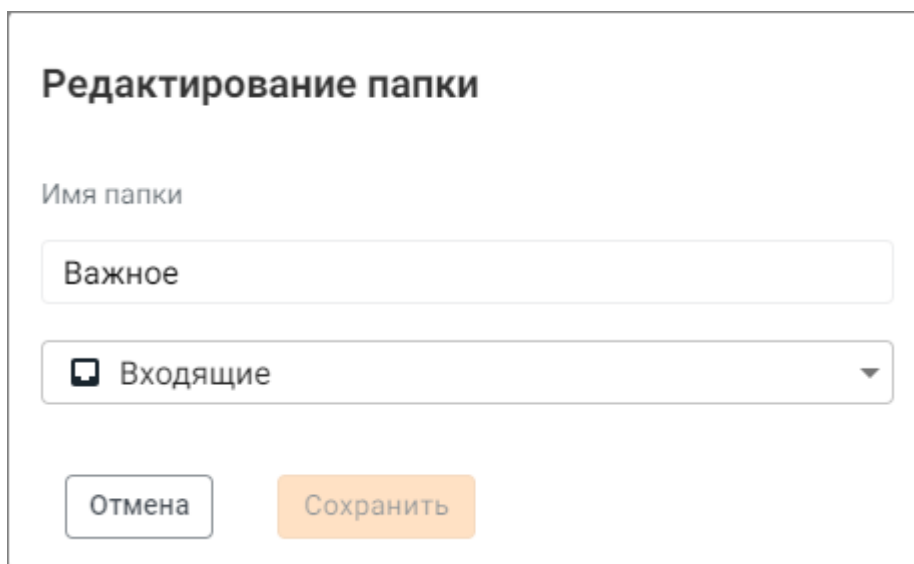 Редактирование папки
Имя папки
Важное
Входящие
Отмена Сохранить